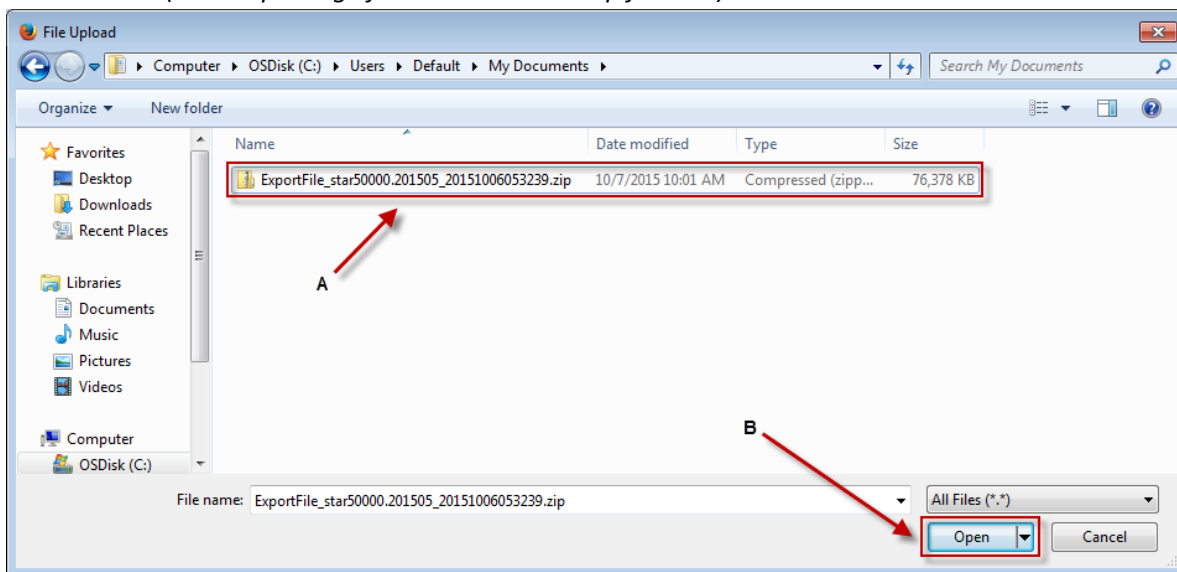 File Upload
Computer OSDisk (C:) Users Default My Documents
Search My Documents
Organize New folder
Name Date modified Type Size
Favorites
Desktop
Downloads
Recent Places
Libraries
Documents
Music
Pictures
Videos
Computer
OSDisk (C:)
ExportFile_star50000.201505_20151006053239.zip 10/7/2015 10:01 AM Compressed (zipp... 76,378 KB
A
B
File name: ExportFile_star50000.201505_20151006053239.zip
All Files (*.*)
Open Cancel